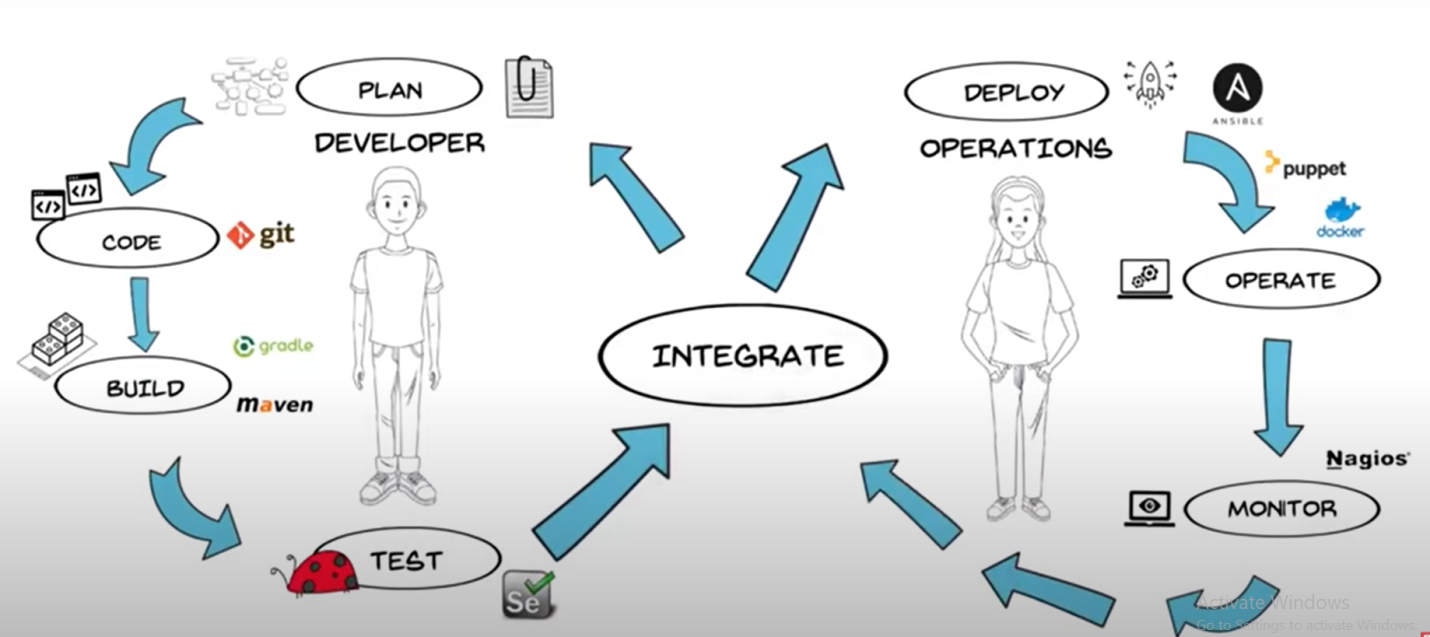 PLAN
DEVELOPER
</>
</>
CODE
git
BUILD
gradle
maven
TEST
Se
INTEGRATE
DEPLOY
ANSIBLE
OPERATIONS
puppet
docker
OPERATE
Nagios
MONITOR
Activate Windows
Go to Settings to activate Windows.